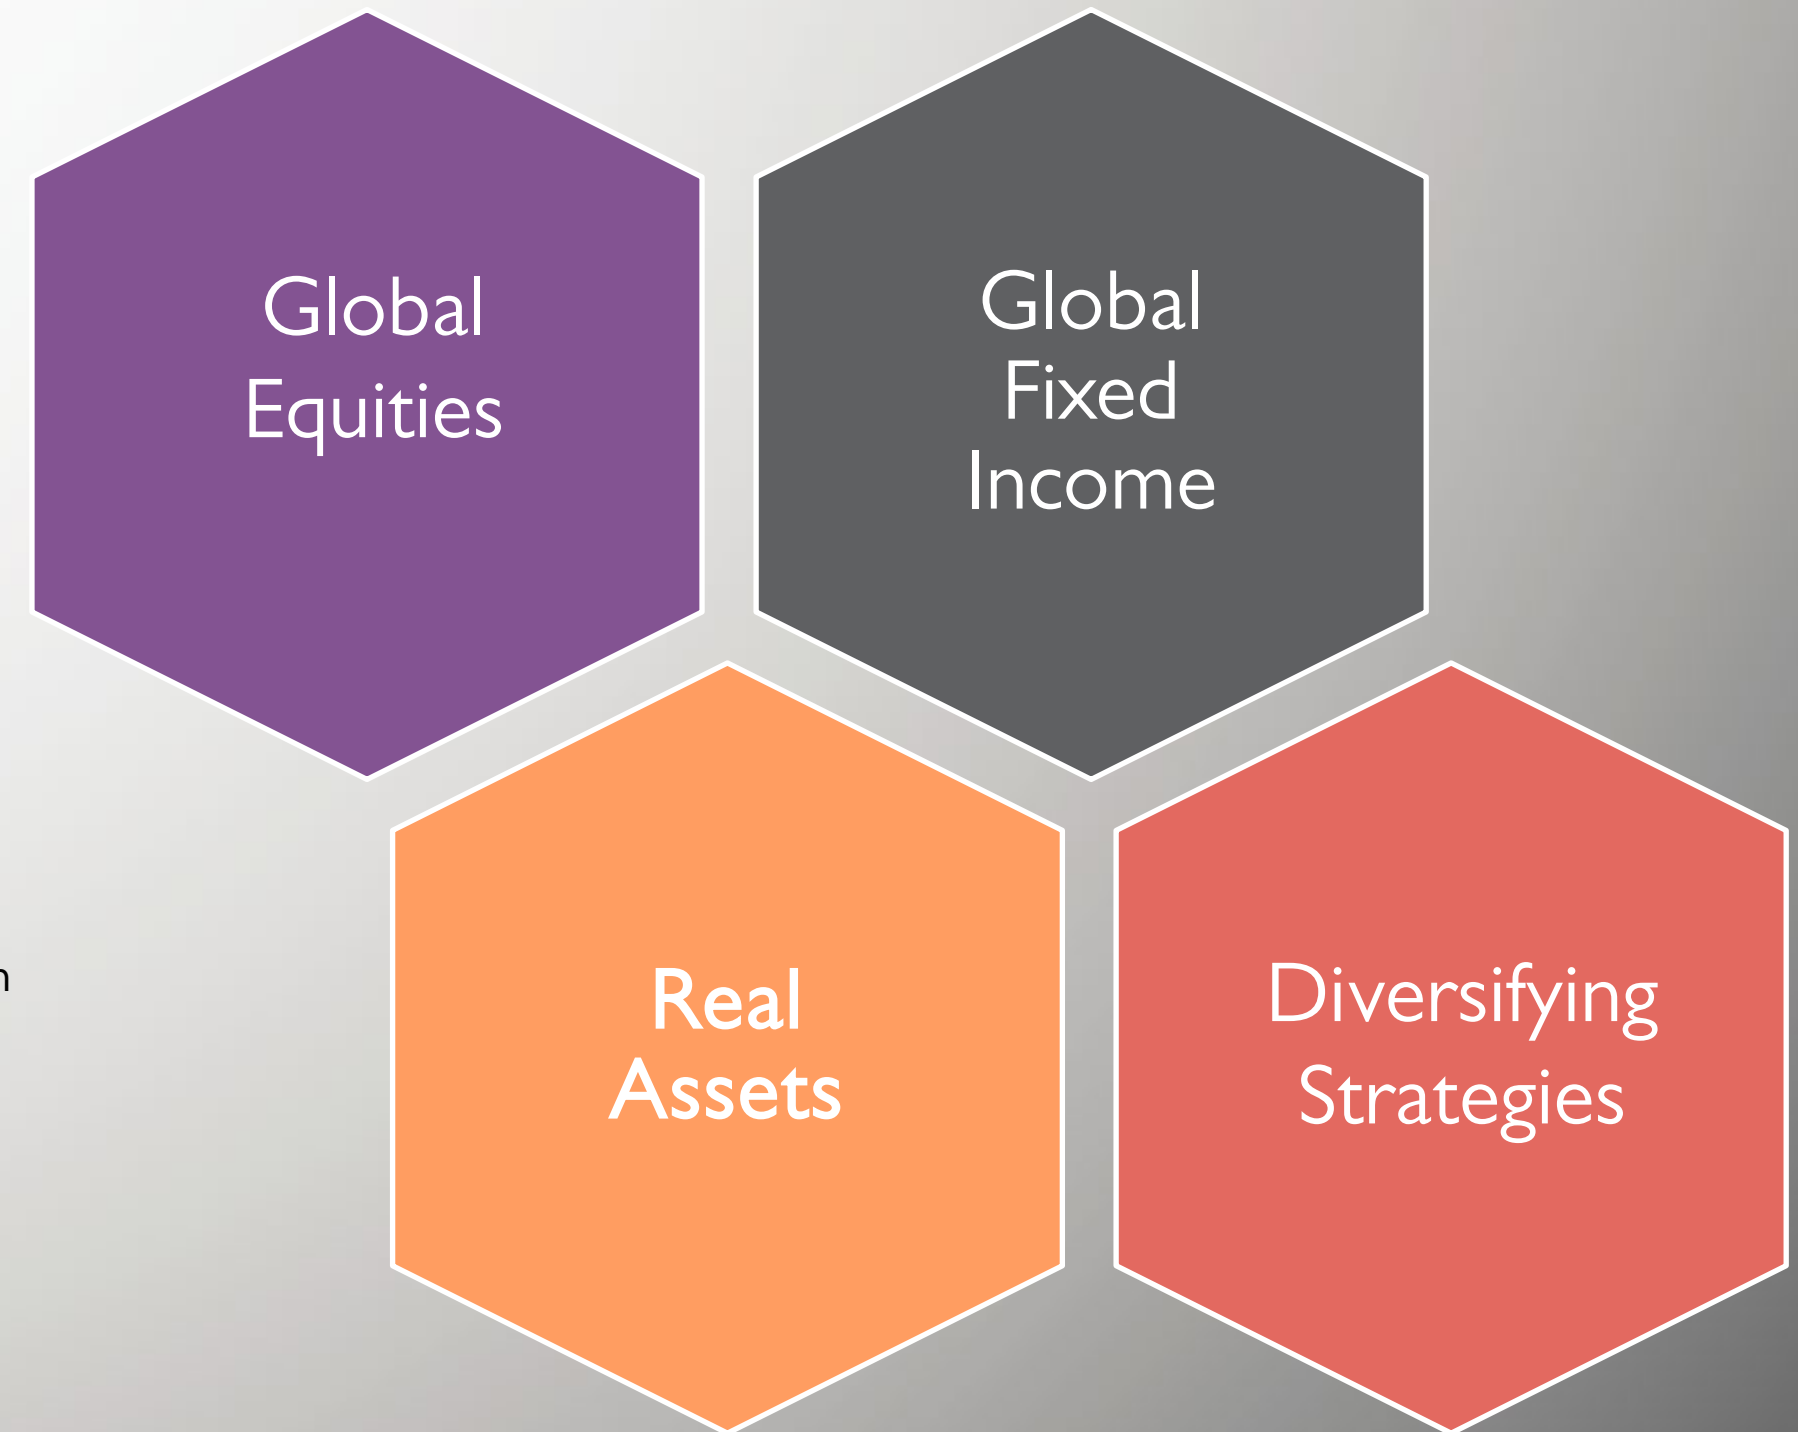 Global
Equities
Global
Fixed
Income
n
Real
Assets
Diversifying
Strategies